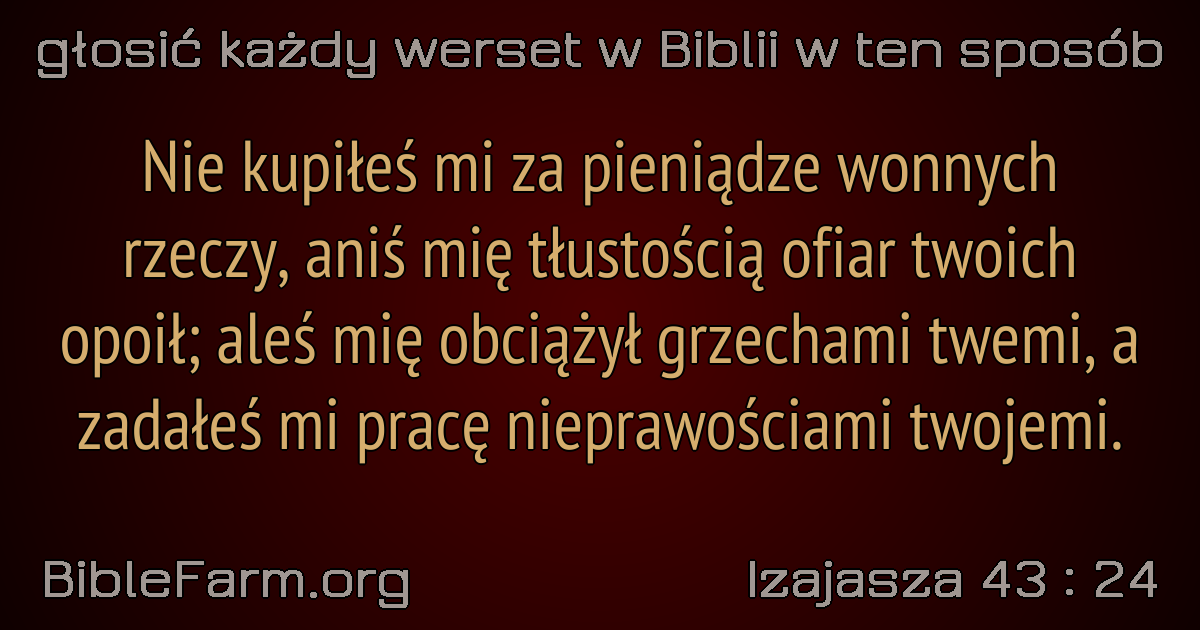 głosić każdy werset w Biblii w ten sposób
Nie kupiłeś mi za pieniądze wonnych
rzeczy, aniś mię tłustością ofiar twoich
opoił; aleś mię obciążył grzechami twemi, a
zadałeś mi pracę nieprawościami twojemi.
BibleFarm.org
Izajasza 43 : 24